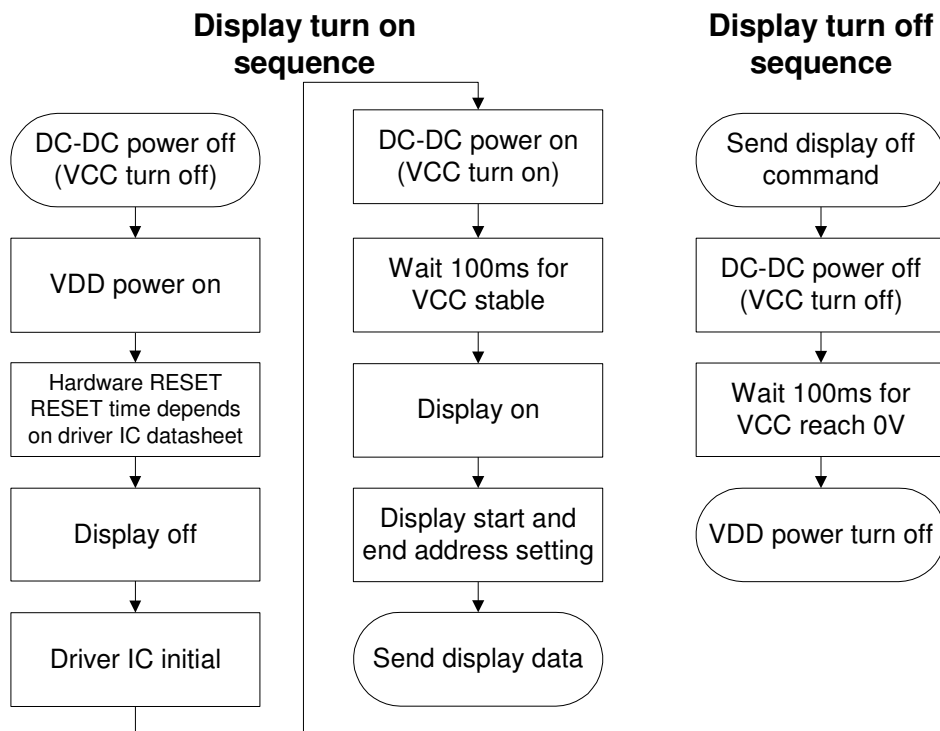 Display turn on
sequence
DC-DC power off
(VCC turn off)
VDD power on
Hardware RESET
RESET time depends
on driver IC datasheet
Display off
Driver IC initial
DC-DC power on
(VCC turn on)
Wait 100ms for
VCC stable
Display on
Display start and
end address setting
Send display data
Display turn off
sequence
Send display off
command
DC-DC power off
(VCC turn off)
Wait 100ms for
VCC reach 0V
VDD power turn off